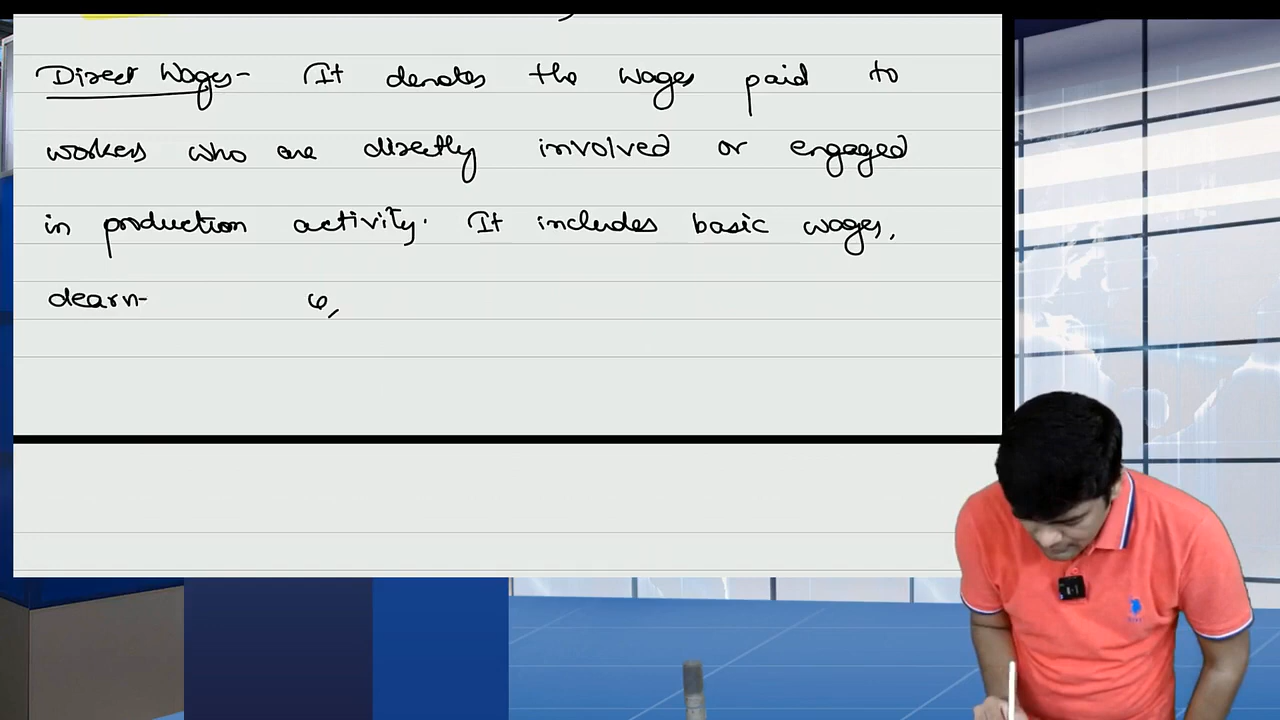 Direct Wages- It denotes the wages paid to
workers who are directly involved or engaged
in production activity. It includes basic wages,
dearn-